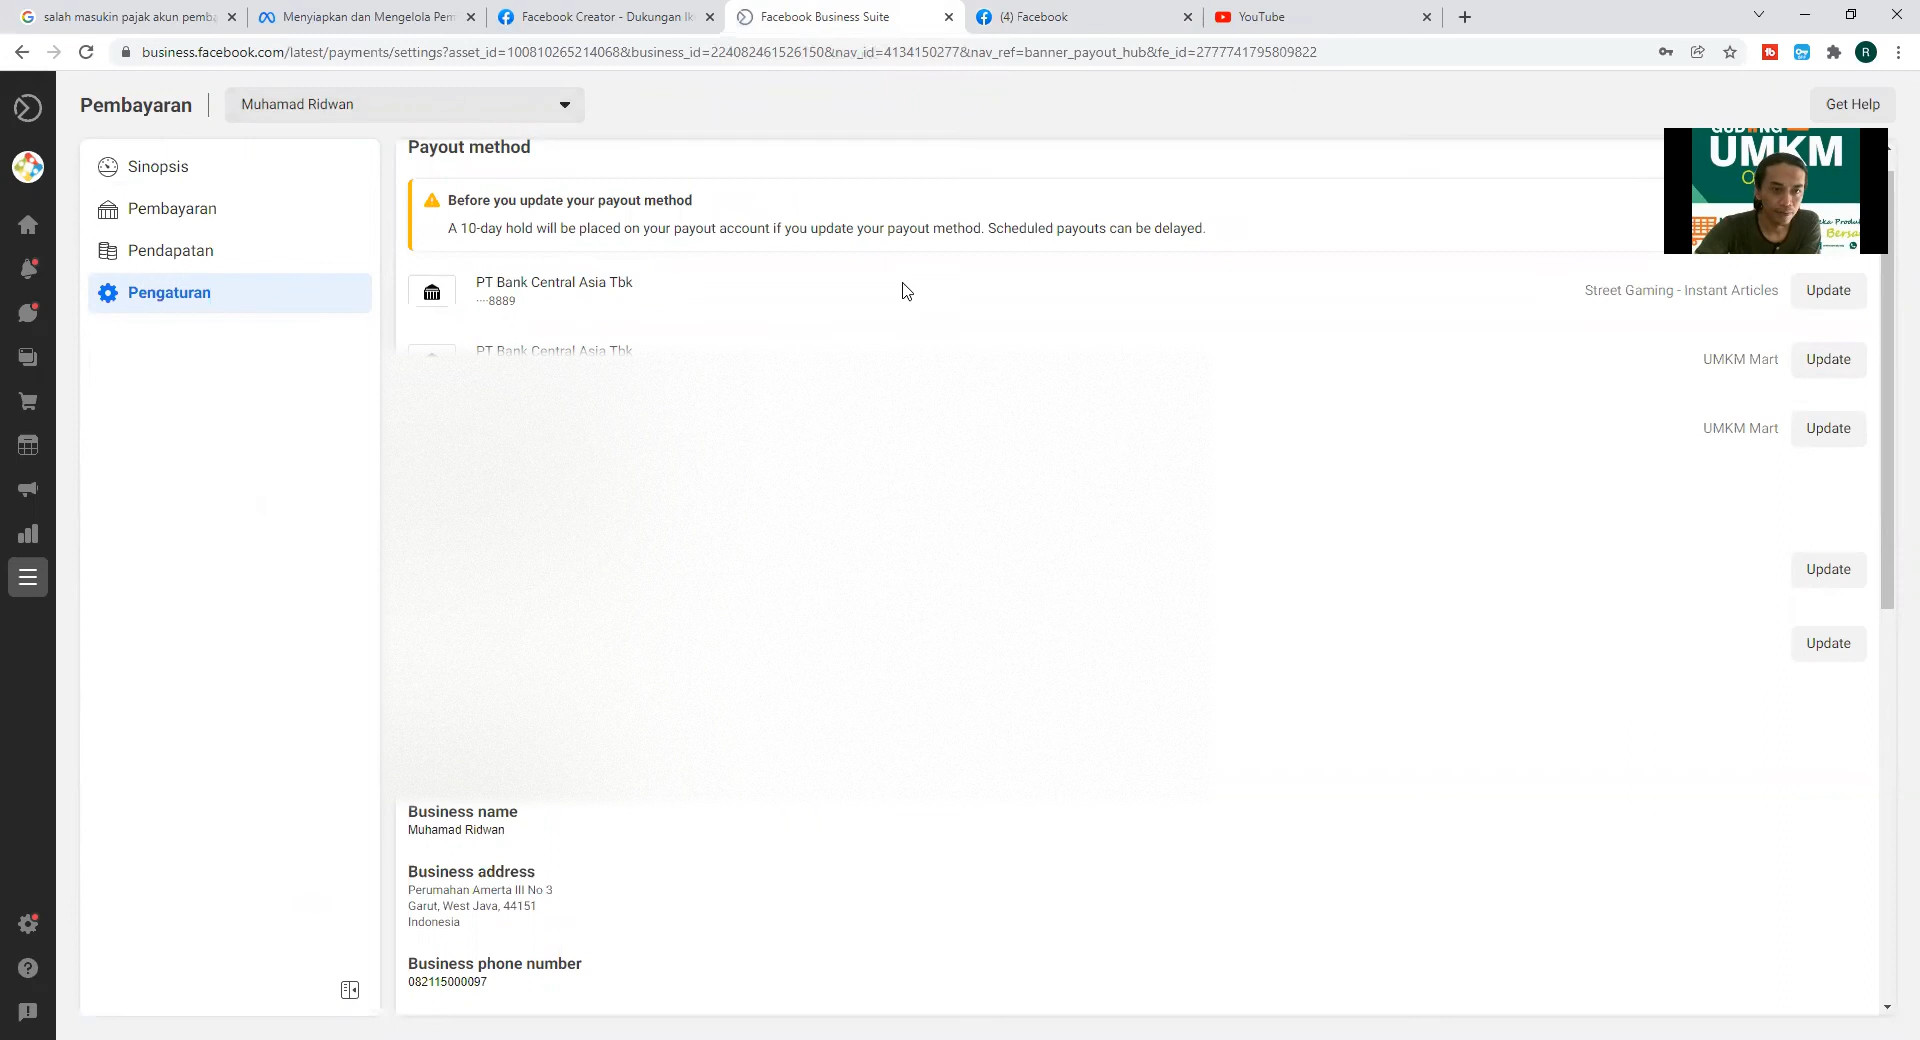 salah masukin pajak akun pemba
Menyiapkan dan Mengelola Pem
Facebook Creator - Dukungan Ik
Facebook Business Suite
(4) Facebook
YouTube
business.facebook.com/latest/payments/settings?asset_id=100810265214068&business_id=224082461526150&nav_id=4134150277&nav_ref=banner_payout_hub&fe_id=2777741795809822
R
Pembayaran
Muhamad Ridwan
Get Help
Sinopsis
Pembayaran
Pendapatan
Pengaturan
Payout method
Before you update your payout method
A 10-day hold will be placed on your payout account if you update your payout method. Scheduled payouts can be delayed.
UMKM
Bersa
PT Bank Central Asia Tbk
····8889
Street Gaming - Instant Articles
Update
PT Bank Central Asia Tbk
UMKM Mart
Update
UMKM Mart
Update
Update
Update
Business name
Muhamad Ridwan
Business address
Perumahan Amerta III No 3
Garut, West Java, 44151
Indonesia
Business phone number
082115000097